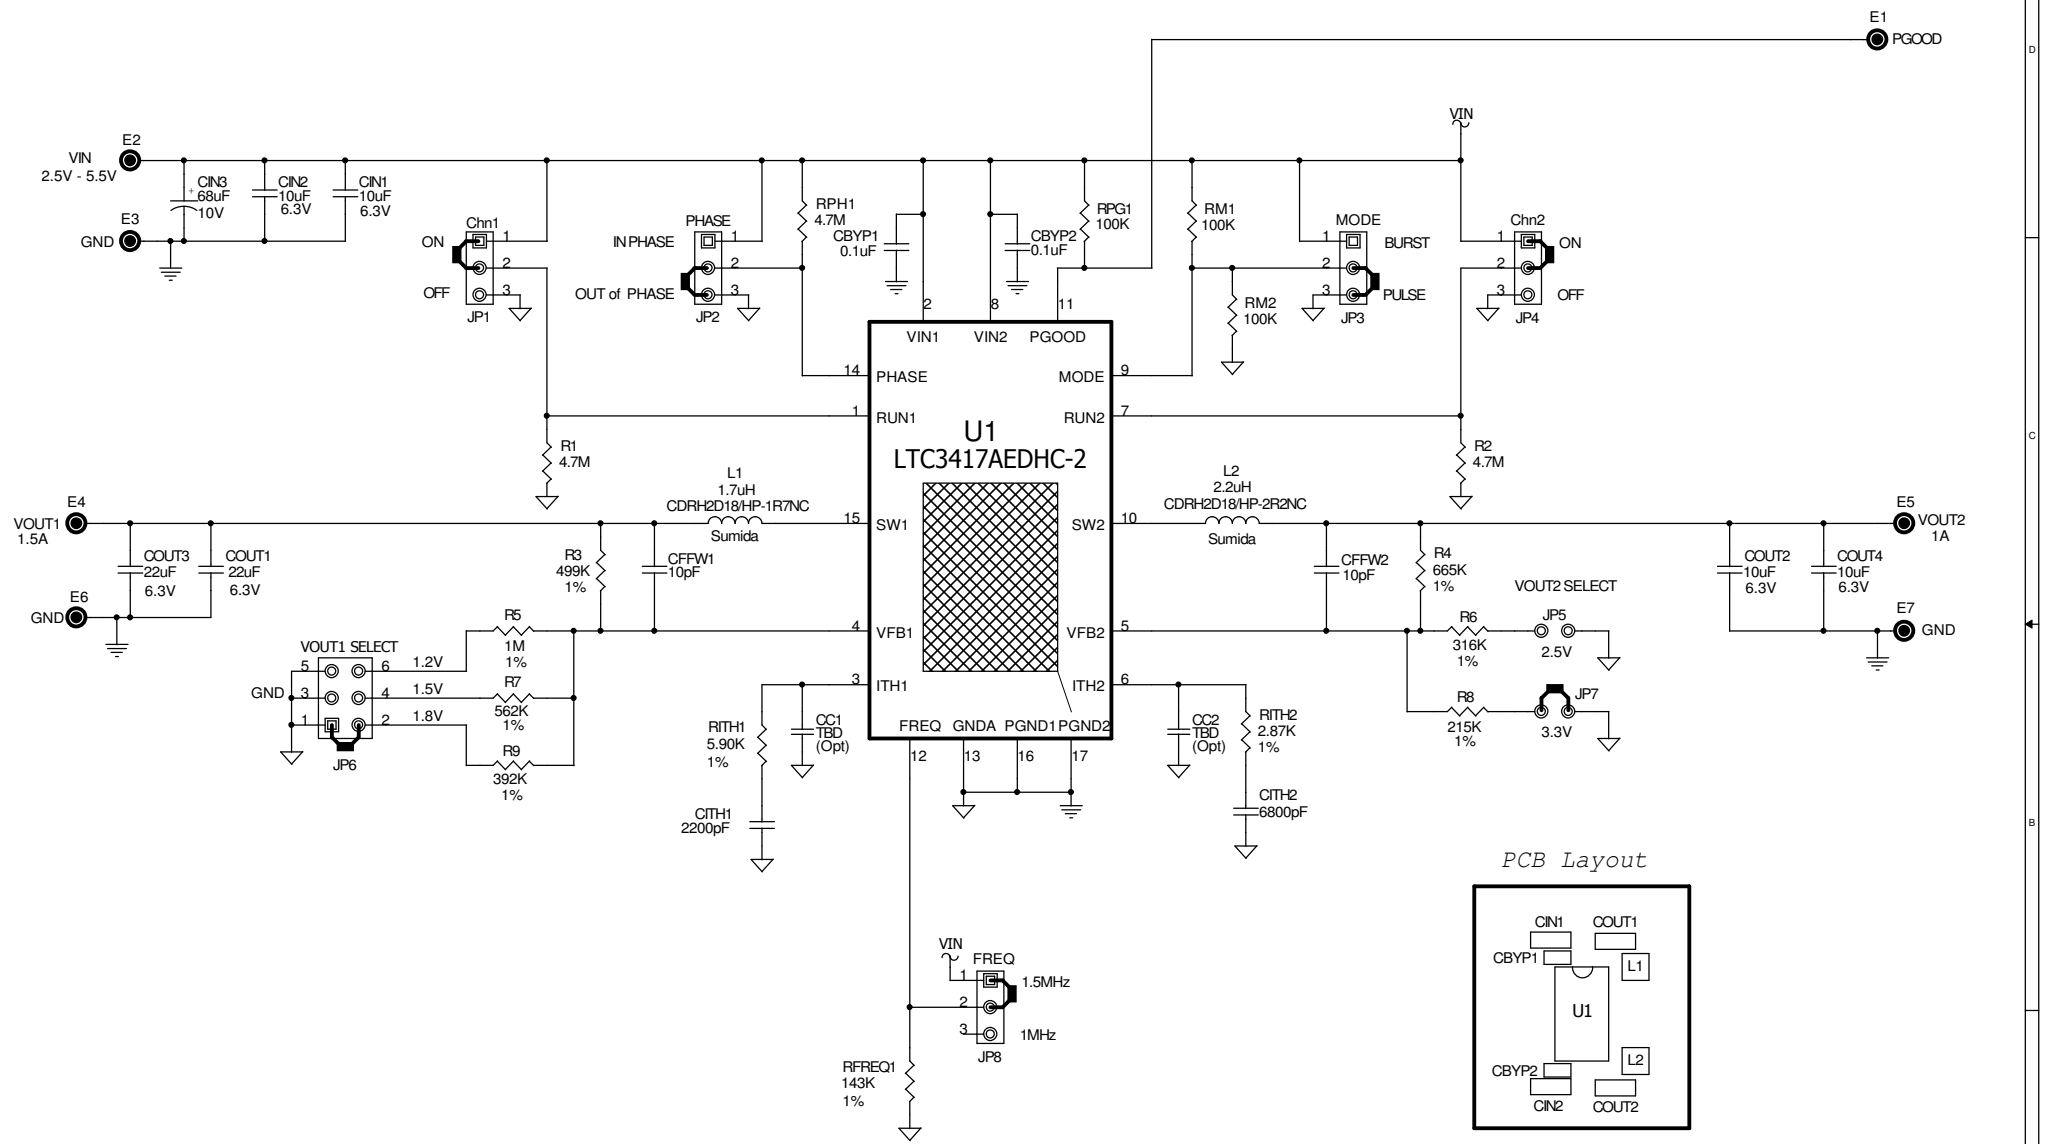 E1
PGOOD
D
VIN
E2
VIN
2.5V - 5.5V
E3
GND
CIN3
+
68uF
10V
CIN2
10uF
6.3V
CIN1
10uF
6.3V
Chn1
ON
1
2
OFF
3
JP1
PHASE
IN PHASE
1
2
OUT of PHASE
3
JP2
RPH1
4.7M
CBYP1
0.1uF
CBYP2
0.1uF
RPG1
100K
RM1
100K
RM2
100K
MODE
1
BURST
2
3
PULSE
JP3
Chn2
1
ON
2
3
OFF
JP4
2
8
11
VIN1
VIN2
PGOOD
14
PHASE
MODE
9
1
RUN1
RUN2
7
U1
LTC3417AEDHC-2
C
R1
4.7M
R2
4.7M
L1
1.7uH
CDRH2D18/HP-1R7NC
Sumida
L2
2.2uH
CDRH2D18/HP-2R2NC
Sumida
15
SW1
SW2
10
E4
VOUT1
1.5A
COUT3
22uF
6.3V
COUT1
22uF
6.3V
E6
GND
R3
499K
1%
CFFW1
10pF
CFFW2
10pF
R4
665K
1%
E5
VOUT2
1A
COUT2
10uF
6.3V
COUT4
10uF
6.3V
E7
GND
4
VFB1
VFB2
5
VOUT2 SELECT
R6
316K
1%
JP5
2.5V
R8
215K
1%
JP7
3.3V
VOUT1 SELECT
GND
5
6
1.2V
3
4
1.5V
1
2
1.8V
JP6
R5
1M
1%
R7
562K
1%
R9
392K
1%
3
ITH1
ITH2
6
RITH1
5.90K
1%
CC1
TBD
(Opt)
CC2
TBD
(Opt)
RITH2
2.87K
1%
FREQ
GNDA
PGND1
PGND2
12
13
16
17
CITH1
2200pF
CITH2
6800pF
B
VIN
FREQ
1
1.5MHz
2
3
1MHz
JP8
RFREQ1
143K
1%
PCB Layout
CIN1
COUT1
CBYP1
L1
U1
L2
CBYP2
CIN2
COUT2